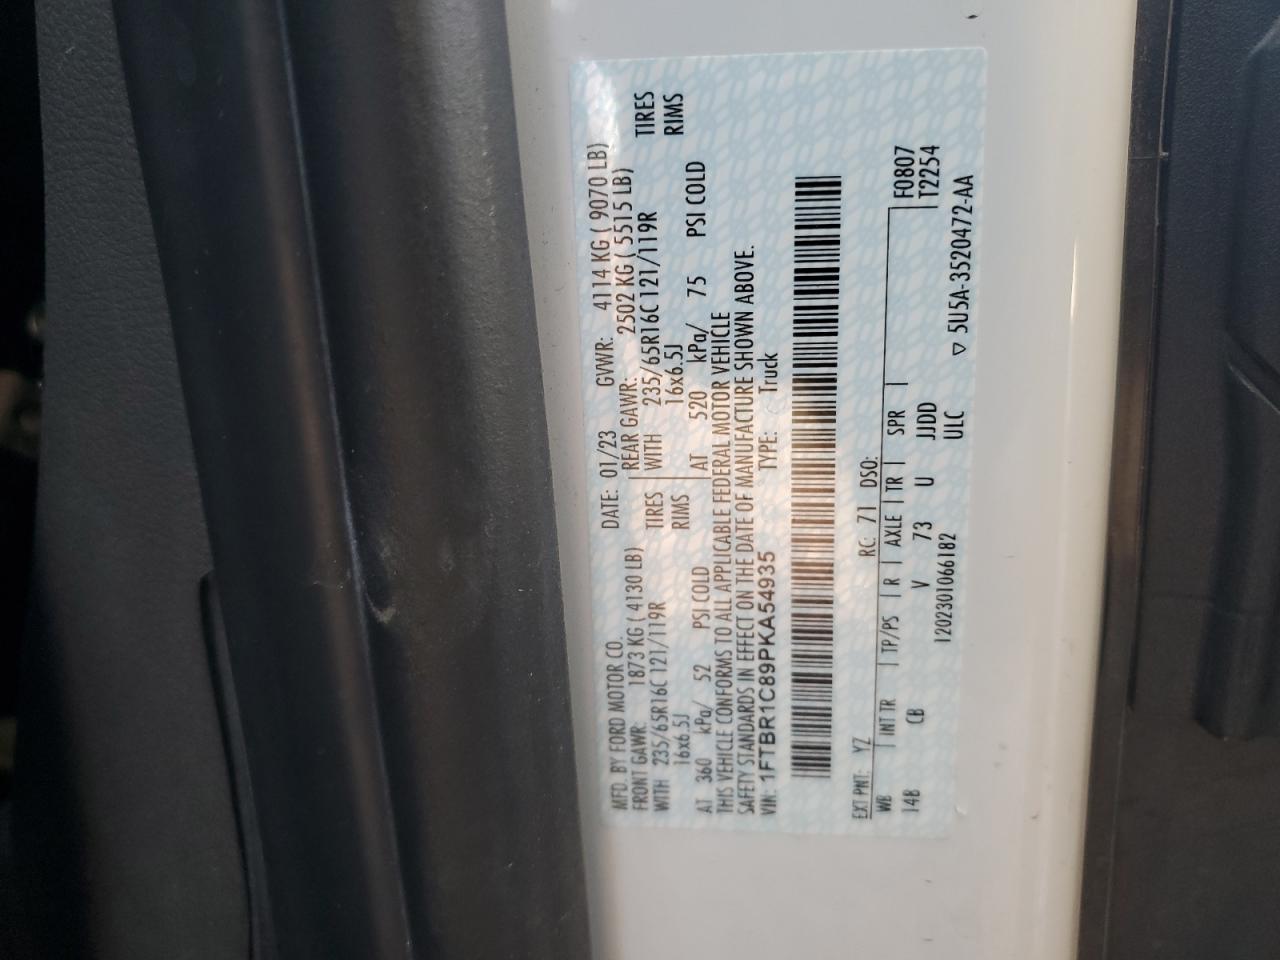 MFD. BY FORD MOTOR CO.
DATE: 01/23 GVWR: 4114 KG ( 9070 LB)
FRONT GAWR: 1873 KG ( 4130 LB) REAR GAWR: 2502 KG ( 5515 LB)
WITH 235/65R16C 121/119R TIRES WITH 235/65R16C 121/119R TIRES
16x6.5J RIMS 16x6.5J RIMS
AT 360 kPa/ 52 PSI COLD AT 520 kPa/ 75 PSI COLD
THIS VEHICLE CONFORMS TO ALL APPLICABLE FEDERAL MOTOR VEHICLE
SAFETY STANDARDS IN EFFECT ON THE DATE OF MANUFACTURE SHOWN ABOVE.
VIN: 1FTBR1C89PKA54935 TYPE: Truck
EXT PNT: YZ RC: 71 DSO:
WB INT TR TP/PS R AXLE TR SPR F0807
14B CB V 73 U JJDD T2254
1202301066182 ULC
▽ 5U5A-3520472-AA